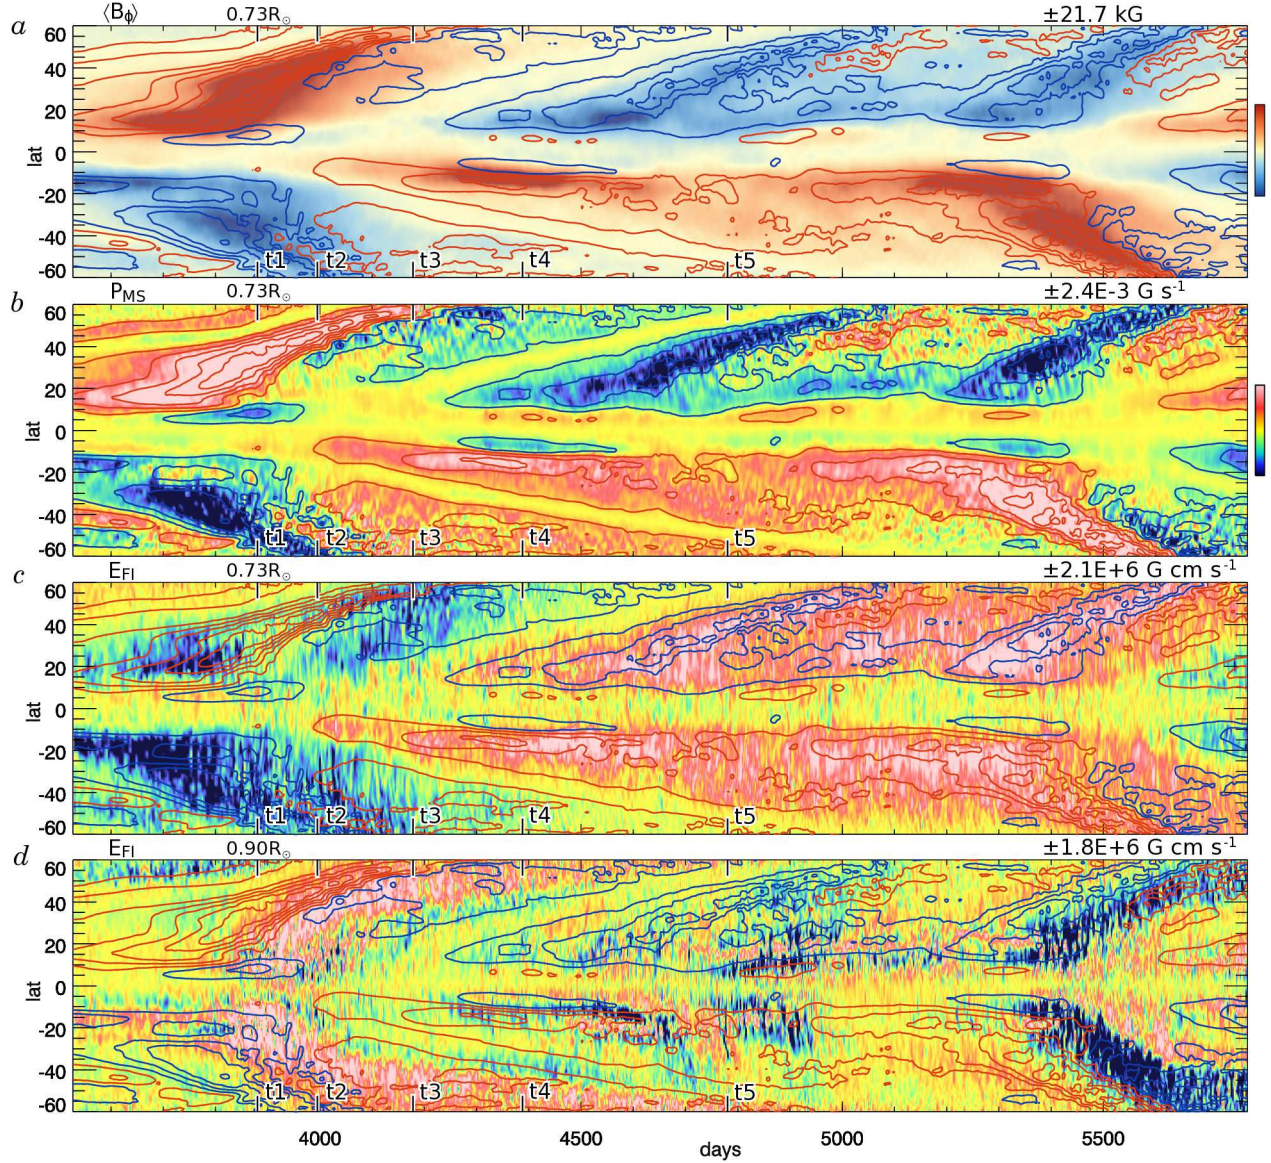 a ⟨Bϕ⟩ 0.73R⊙ ±21.7 kG
60
40
20
lat 0
-20
-40
-60 t1 t2 t3 t4 t5
b PMS 0.73R⊙ ±2.4E-3 G s-1
60
40
20
lat 0
-20
-40
-60 t1 t2 t3 t4 t5
c EFI 0.73R⊙ ±2.1E+6 G cm s-1
60
40
20
lat 0
-20
-40
-60 t1 t2 t3 t4 t5
d EFI 0.90R⊙ ±1.8E+6 G cm s-1
60
40
20
lat 0
-20
-40
-60 t1 t2 t3 t4 t5
4000 4500 5000 5500
days